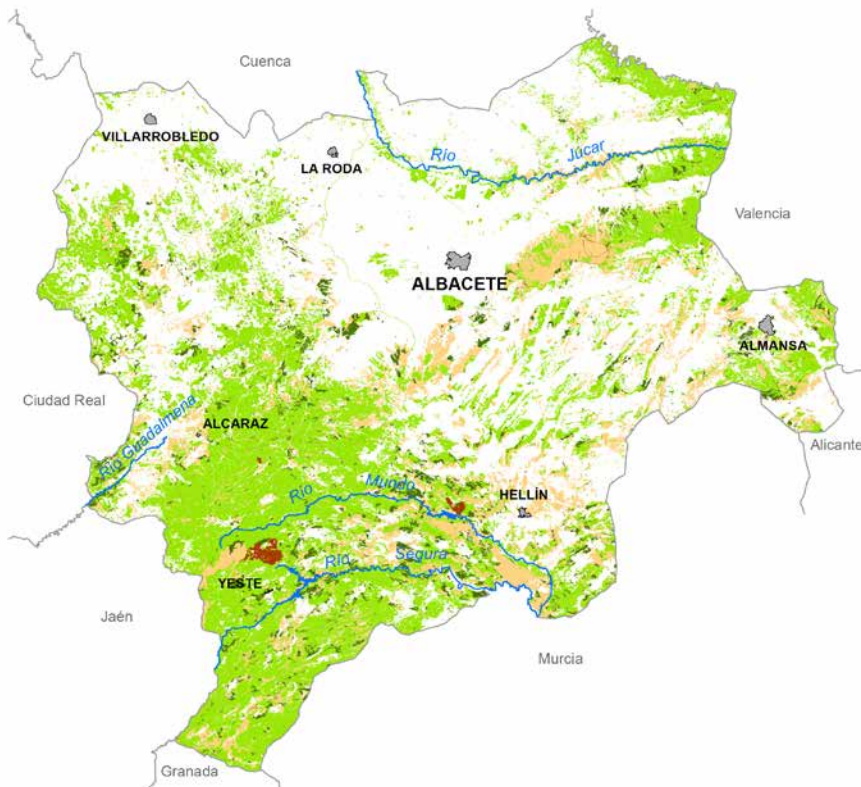 Cuenca
VILLARROBLEDO
LA RODA
Río Júcar
Valencia
ALBACETE
ALMANSA
Ciudad Real
ALCARAZ
Río Guadalmena
Alicante
Río Mundo
HELLÍN
Río Segura
YESTE
Jaén
Murcia
Granada